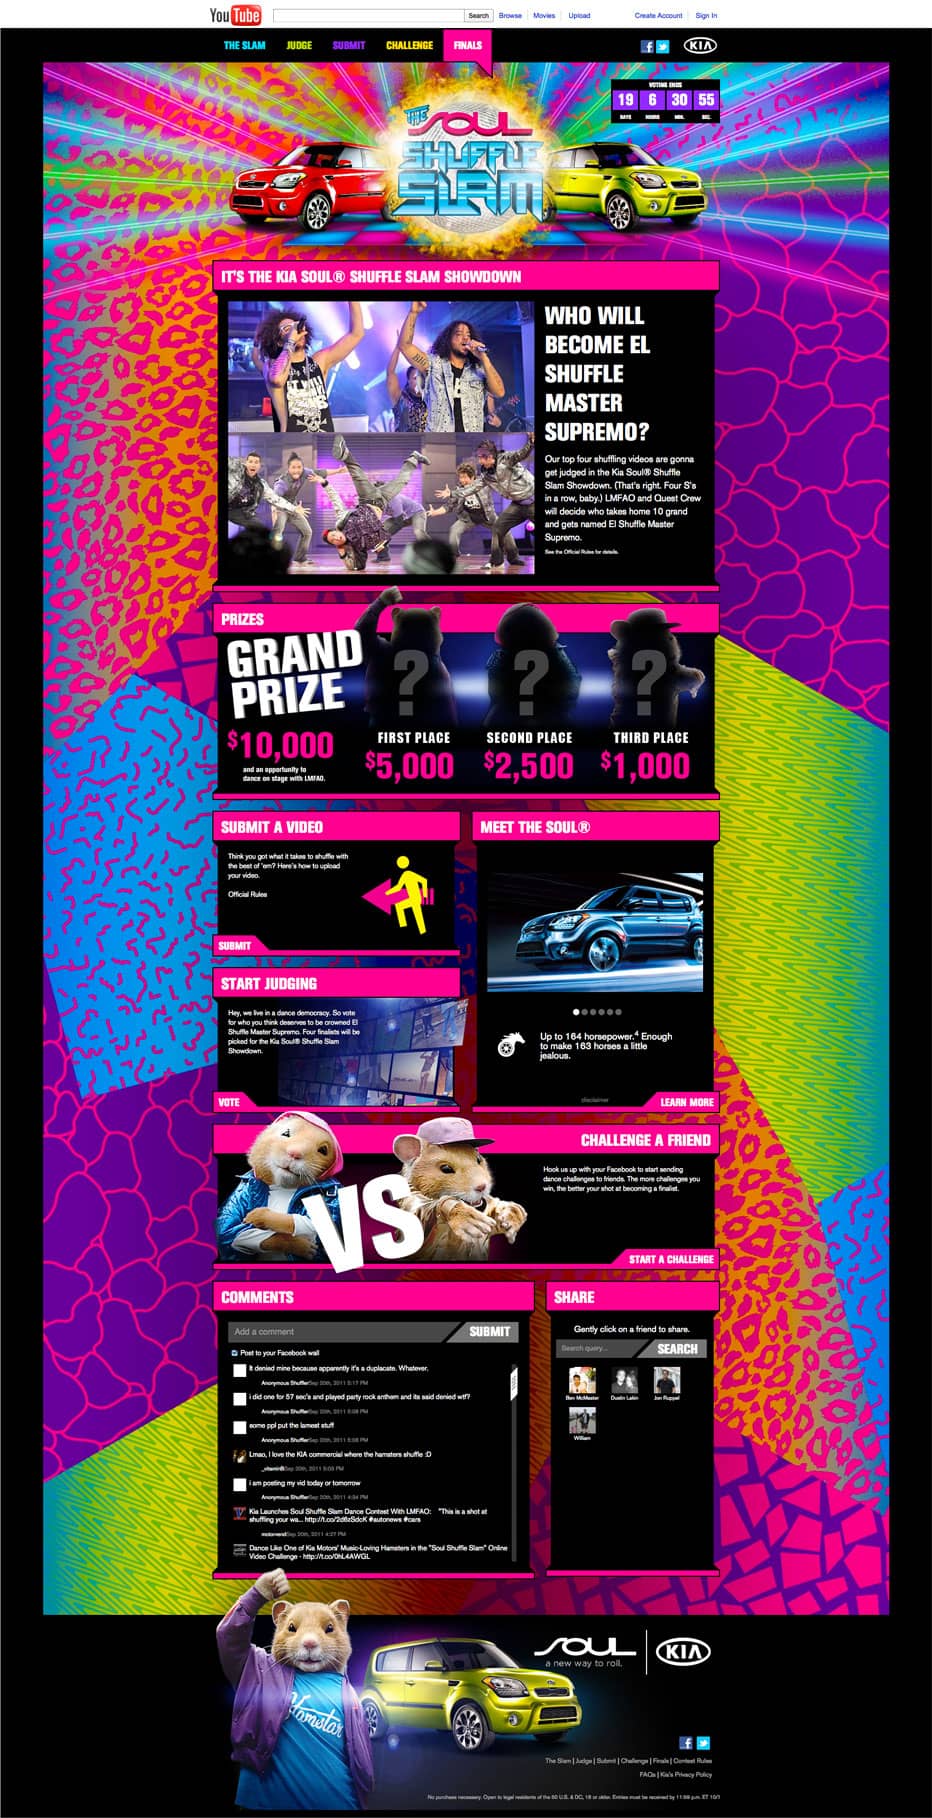 YouTube
Search
Browse
Movies
Upload
Create Account
Sign In
THE SLAM
JUDGE
SUBMIT
CHALLENGE
FINALS
KIA
VOTING ENDS
19 6 30 55
DAYS HOURS MIN. SEC.
THE SOUL
SHUFFLE
SLAM
IT'S THE KIA SOUL® SHUFFLE SLAM SHOWDOWN
WHO WILL
BECOME EL
SHUFFLE
MASTER
SUPREMO?
Our top four shuffling videos are gonna
get judged in the Kia Soul® Shuffle
Slam Showdown. (That's right. Four S's
in a row, baby.) LMFAO and Quest Crew
will decide who takes home 10 grand
and gets named El Shuffle Master
Supremo.
See the Official Rules for details.
PRIZES
GRAND
PRIZE
$10,000
and an opportunity to
dance on stage with LMFAO.
?
FIRST PLACE
$5,000
?
SECOND PLACE
$2,500
?
THIRD PLACE
$1,000
SUBMIT A VIDEO
Think you got what it takes to shuffle with
the best of 'em? Here's how to upload
your video.
Official Rules
SUBMIT
START JUDGING
Hey, we live in a dance democracy. So vote
for who you think deserves to be crowned El
Shuffle Master Supremo. Four finalists will be
picked for the Kia Soul® Shuffle Slam
Showdown.
VOTE
MEET THE SOUL®
Up to 164 horsepower.4 Enough
to make 163 horses a little
jealous.
disclaimer
LEARN MORE
CHALLENGE A FRIEND
VS
Hook us up with your Facebook to start sending
dance challenges to friends. The more challenges you
win, the better your shot at becoming a finalist.
START A CHALLENGE
COMMENTS
Add a comment
SUBMIT
Post to your Facebook wall
It denied mine because apparently it's a duplacate. Whatever.
Anonymous ShufflerSep 20th, 2011 5:17 PM
i did one for 57 sec's and played party rock anthem and its said denied wtf?
Anonymous ShufflerSep 20th, 2011 5:08 PM
some ppl put the lamest stuff
Anonymous ShufflerSep 20th, 2011 5:08 PM
Lmao, I love the KIA commercial where the hamsters shuffle :D
Sep 20th, 2011 5:03 PM
i am posting my vid today or tomorrow
Anonymous ShufflerSep 20th, 2011 4:34 PM
Kia Launches Soul Shuffle Slam Dance Contest With LMFAO: "This is a shot at
shuffling your wa... http://t.co/2d6zSdcK #autonews #cars
motorversiSep 20th, 2011 4:27 PM
Dance Like One of Kia Motors' Music-Loving Hamsters in the "Soul Shuffle Slam" Online
Video Challenge - http://t.co/0hL4AWGL
SHARE
Gently click on a friend to share.
Search query...
SEARCH
Ben McMaster
Dustin Lakin
Jon Ruppel
William
Hamstar
SOUL
a new way to roll.
KIA
The Slam | Judge | Submit | Challenge | Finals | Contest Rules
FAQs | Kia's Privacy Policy
No purchase necessary. Open to legal residents of the 50 U.S. & DC, 18 or older. Entries must be received by 11:59 p.m. ET 10/1